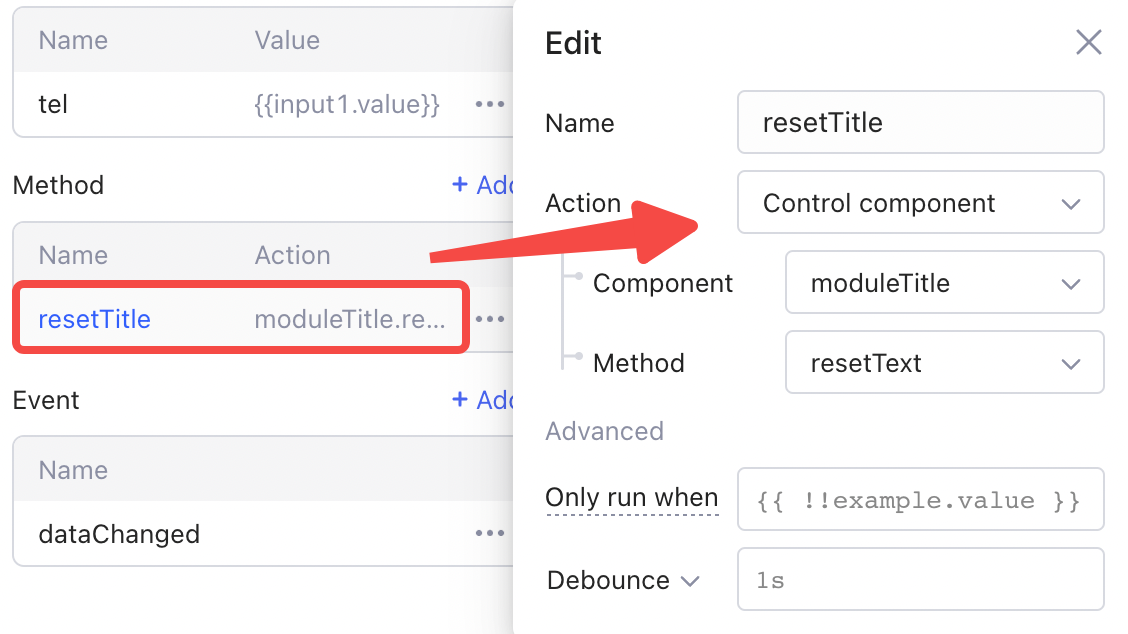 Name Value
tel {{input1.value}}
Method + Add
Name Action
resetTitle moduleTitle.re...
Event + Add
Name
dataChanged
Edit
Name resetTitle
Action Control component
Component moduleTitle
Method resetText
Advanced
Only run when {{ !!example.value }}
Debounce 1s